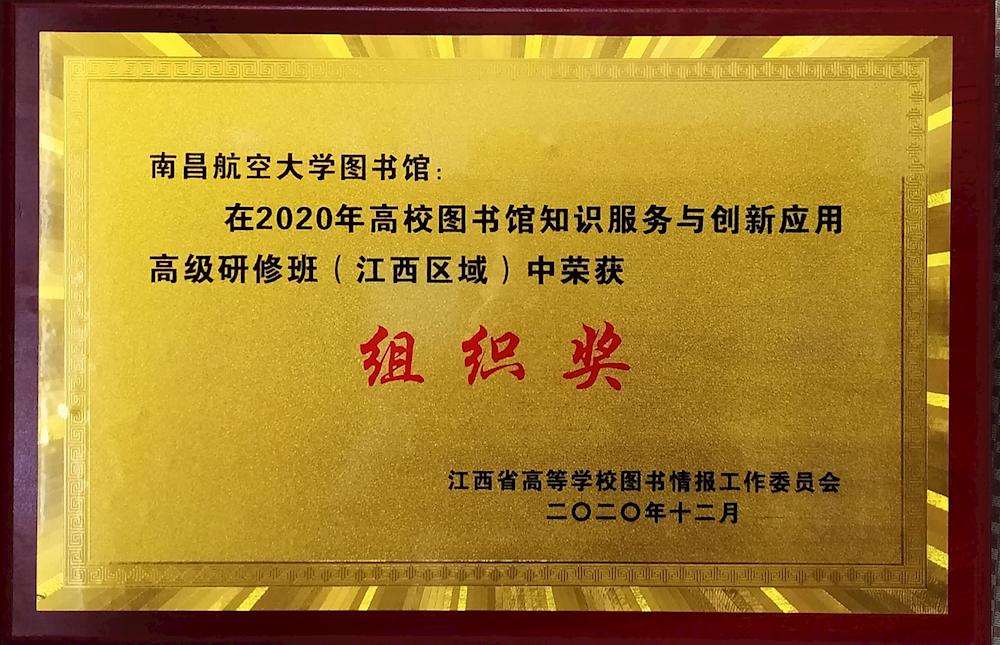 南昌航空大学图书馆：
在2020年高校图书馆知识服务与创新应用
高级研修班（江西区域）中荣获
组织奖
江西省高等学校图书情报工作委员会
二〇二〇年十二月